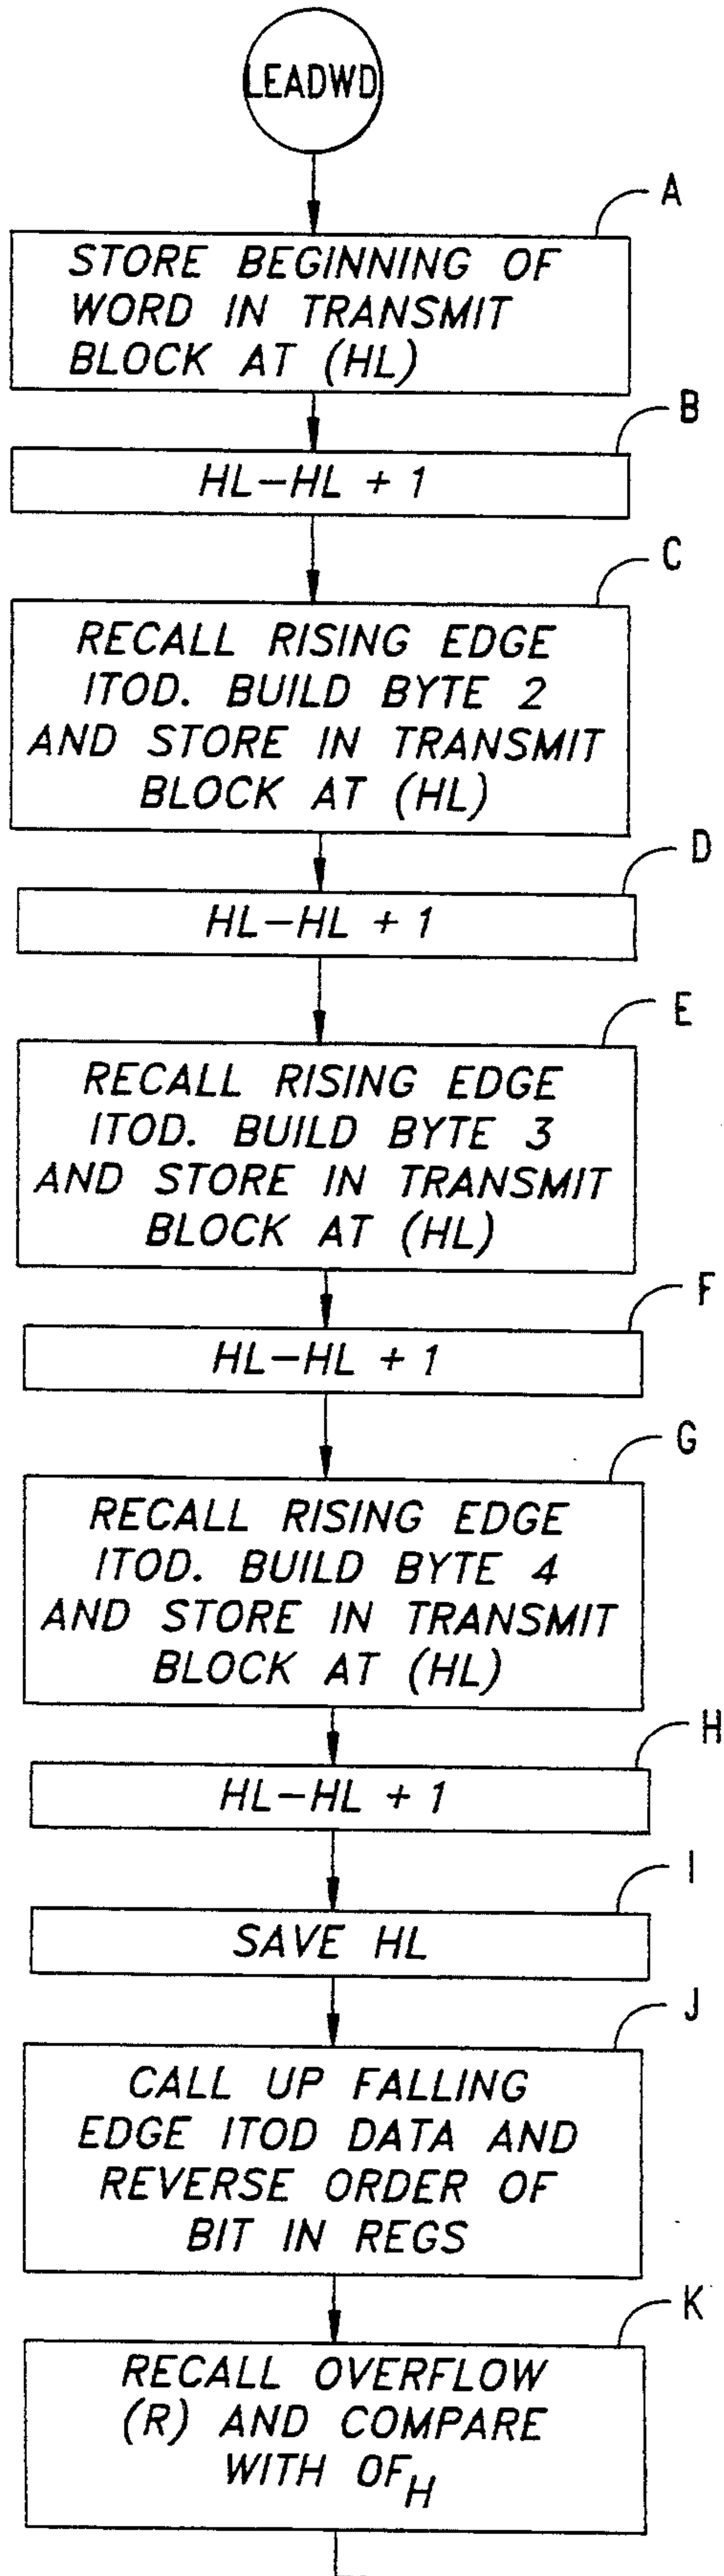 LEADWD
A
STORE BEGINNING OF
WORD IN TRANSMIT
BLOCK AT (HL)
B
HL-HL + 1
C
RECALL RISING EDGE
ITOD. BUILD BYTE 2
AND STORE IN TRANSMIT
BLOCK AT (HL)
D
HL-HL + 1
E
RECALL RISING EDGE
ITOD. BUILD BYTE 3
AND STORE IN TRANSMIT
BLOCK AT (HL)
F
HL-HL + 1
G
RECALL RISING EDGE
ITOD. BUILD BYTE 4
AND STORE IN TRANSMIT
BLOCK AT (HL)
H
HL-HL + 1
I
SAVE HL
J
CALL UP FALLING
EDGE ITOD DATA AND
REVERSE ORDER OF
BIT IN REGS
K
RECALL OVERFLOW
(R) AND COMPARE
WITH OFH